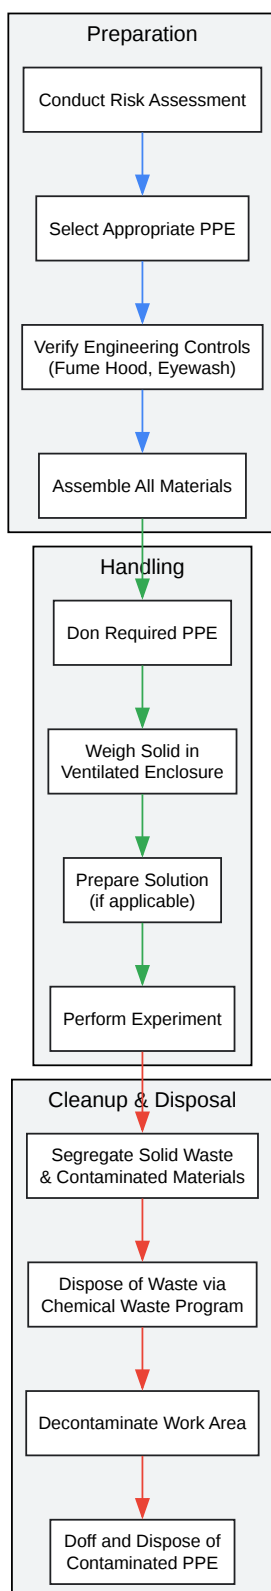 Preparation
Conduct Risk Assessment
Select Appropriate PPE
Verify Engineering Controls
(Fume Hood, Eyewash)
Assemble All Materials
Handling
Don Required PPE
Weigh Solid in
Ventilated Enclosure
Prepare Solution
(if applicable)
Perform Experiment
Cleanup & Disposal
Segregate Solid Waste
& Contaminated Materials
Dispose of Waste via
Chemical Waste Program
Decontaminate Work Area
Doff and Dispose of
Contaminated PPE